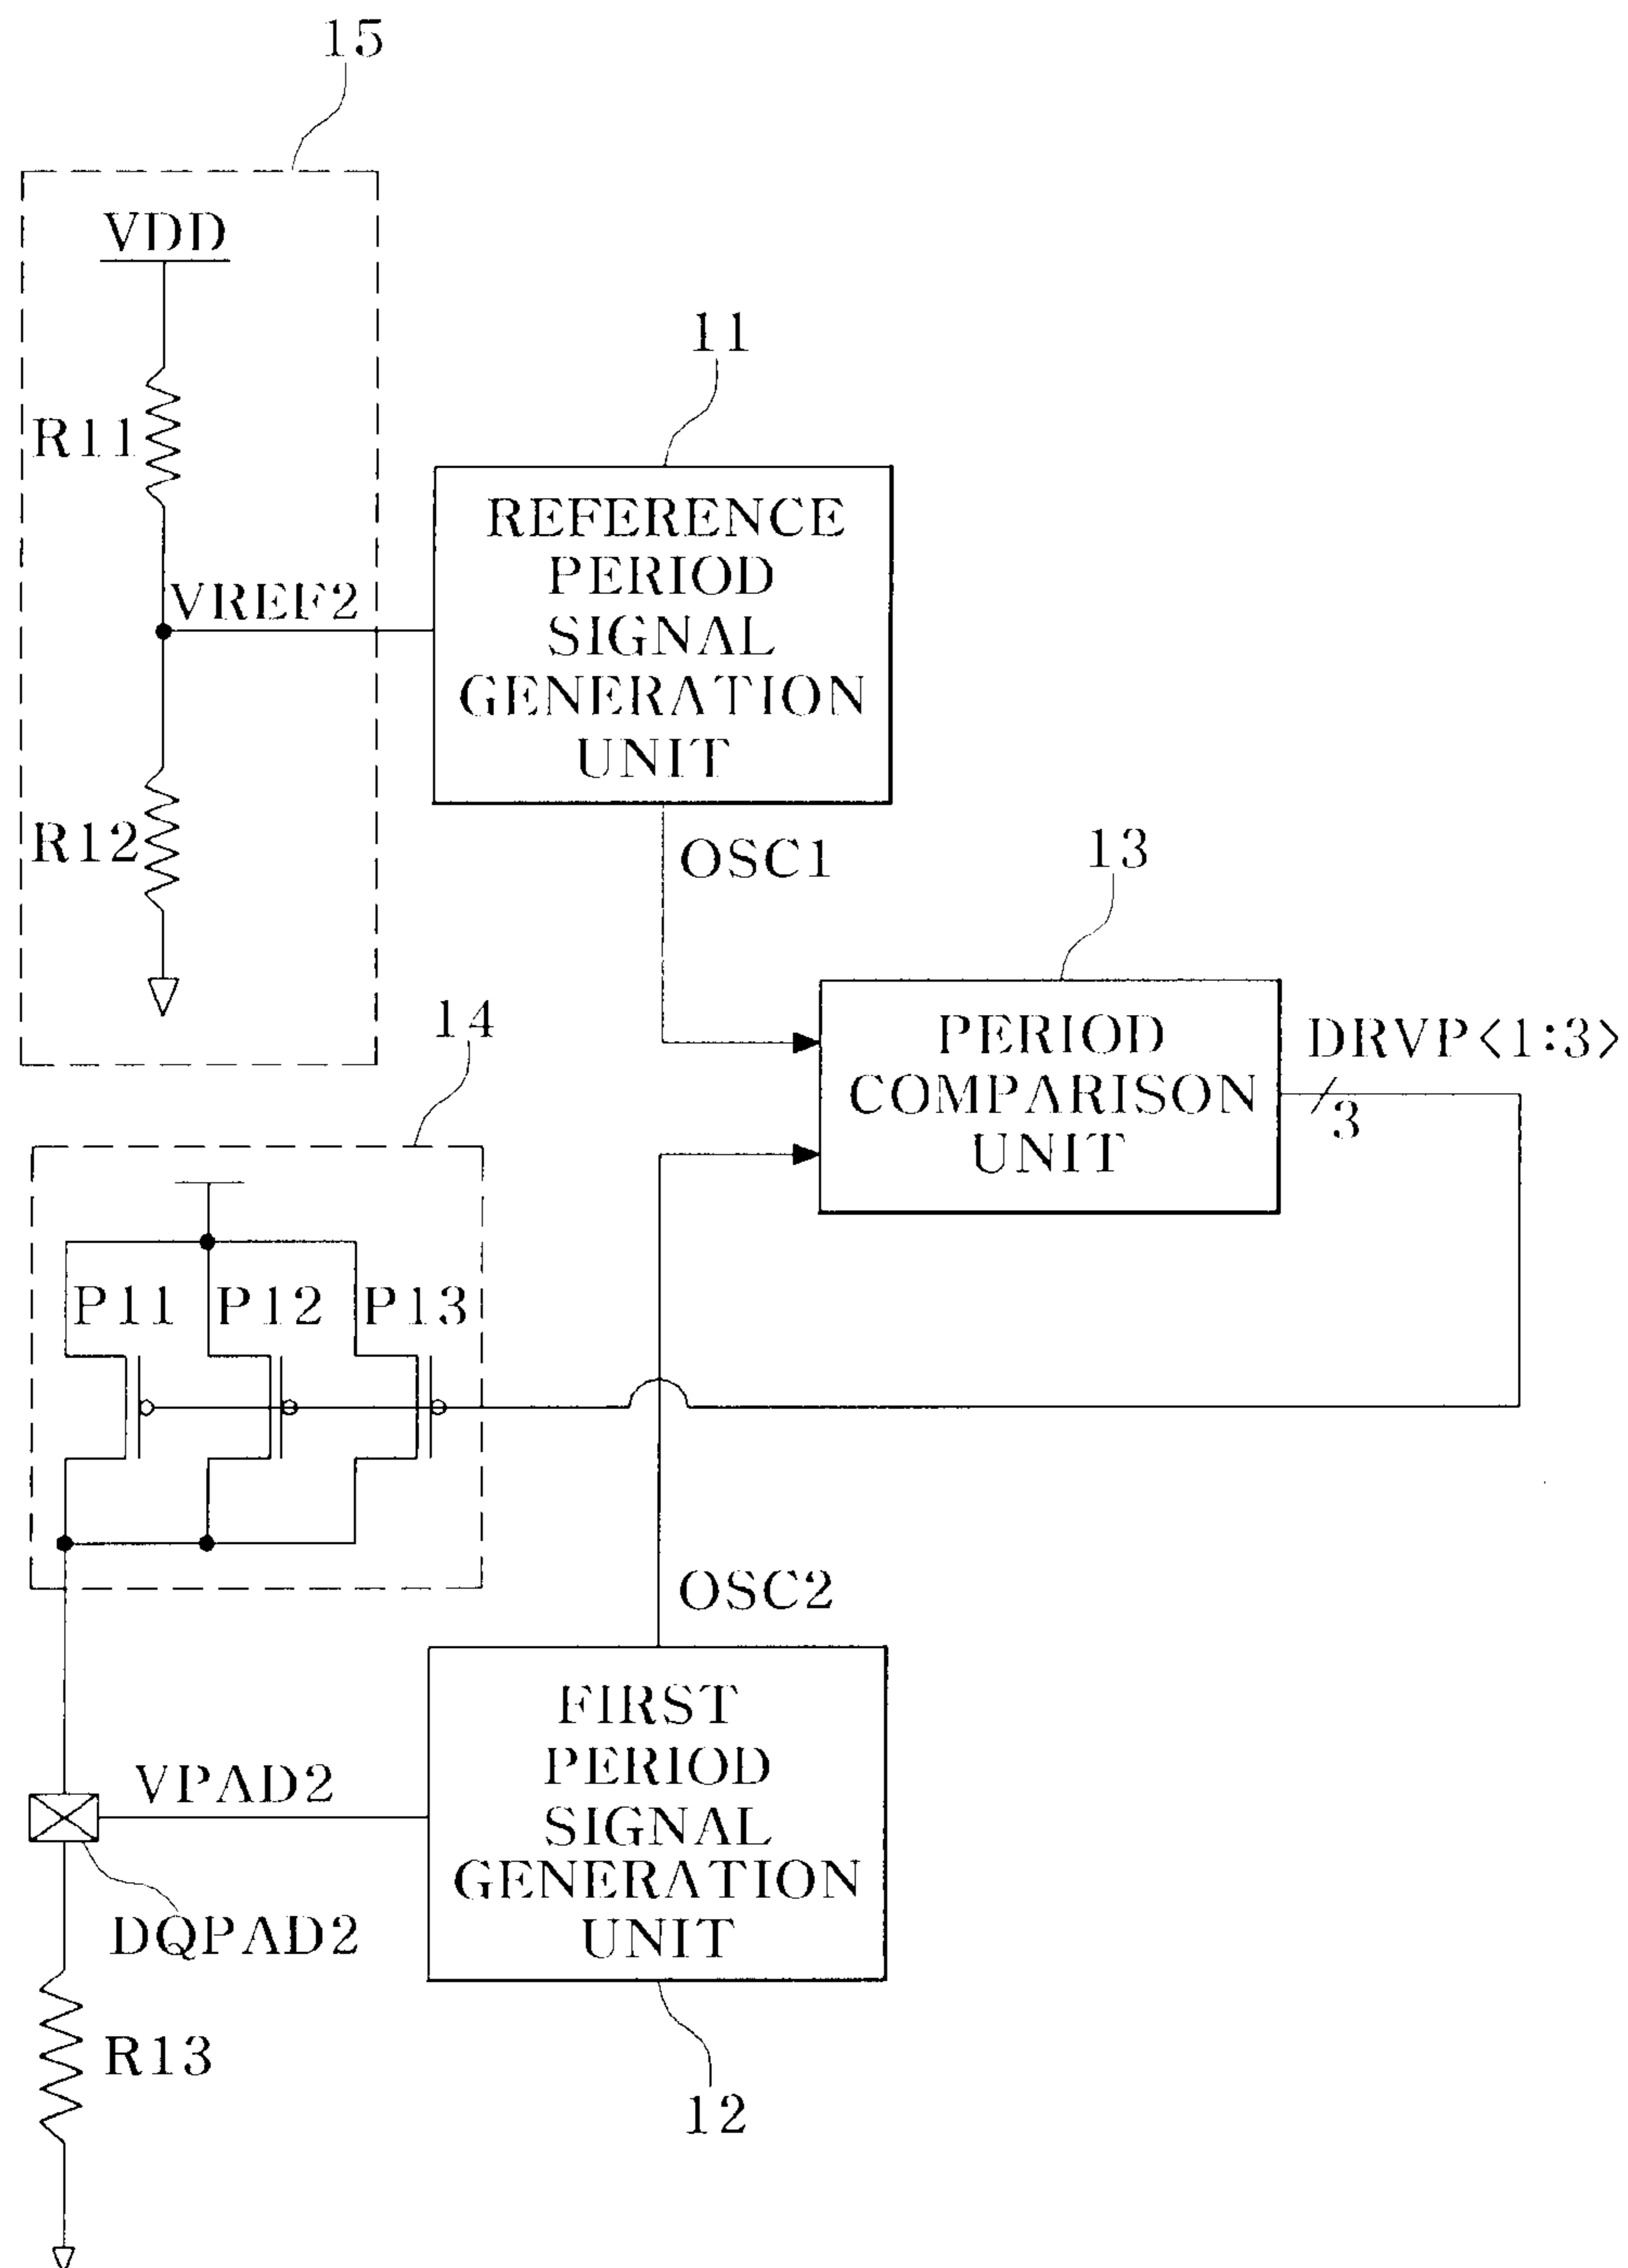 15
VDD
11
R11
REFERENCE
PERIOD
SIGNAL
GENERATION
UNIT
VREF2
R12
OSC1
13
14
PERIOD
COMPARISON
UNIT
DRVP<1:3>
3
P11 P12 P13
OSC2
FIRST
PERIOD
SIGNAL
GENERATION
UNIT
VPAD2
DQPAD2
R13
12